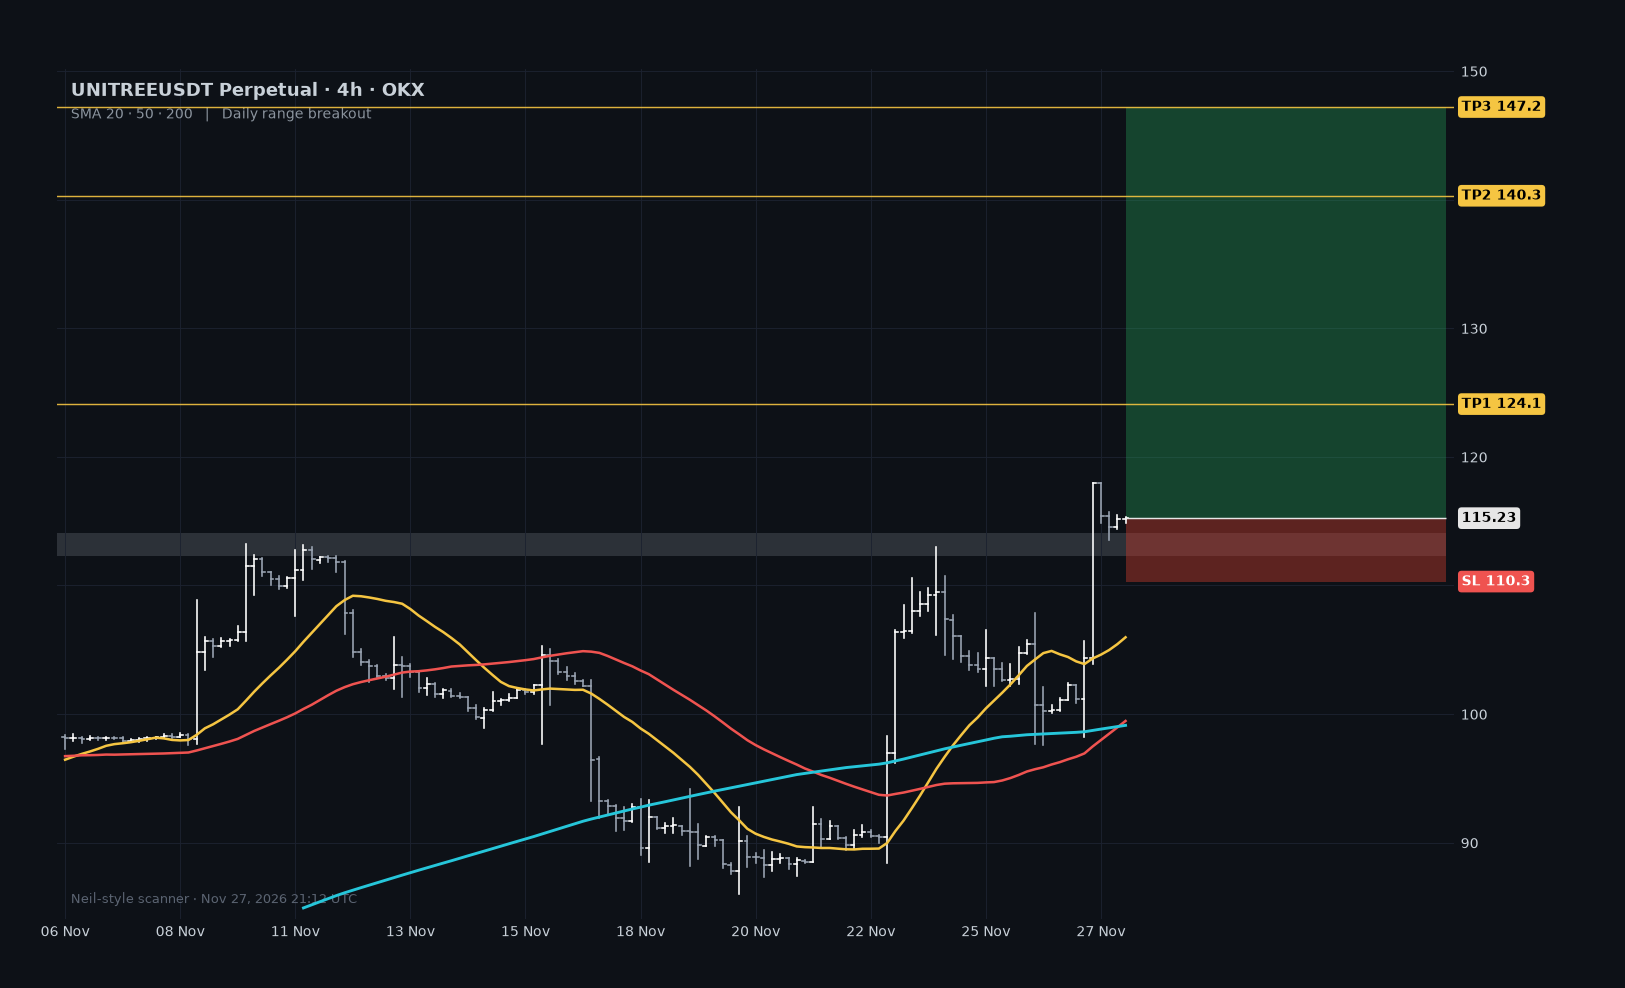 150
UNITREEUSDT Perpetual · 4h · OKX
TP3 147.2
SMA 20 · 50 · 200 | Daily range breakout
TP2 140.3
130
TP1 124.1
120
115.23
SL 110.3
100
90
Neil-style scanner · Nov 27, 2026 21:12 UTC
06 Nov 08 Nov 11 Nov 13 Nov 15 Nov 18 Nov 20 Nov 22 Nov 25 Nov 27 Nov